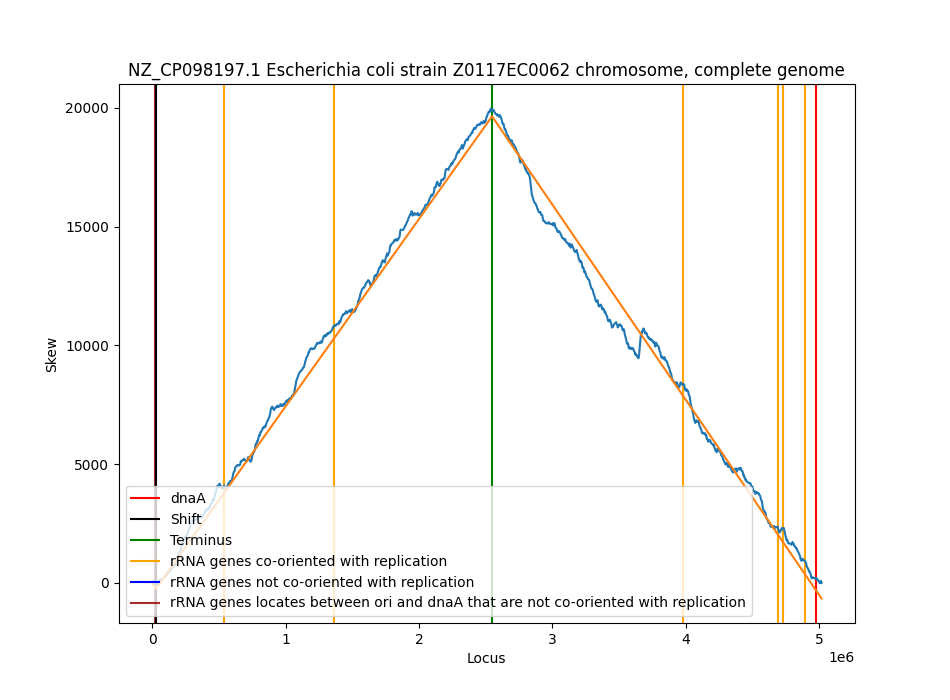 NZ_CP098197.1 Escherichia coli strain Z0117EC0062 chromosome, complete genome
20000
15000
10000
5000
0
Skew
dnaA
Shift
Terminus
rRNA genes co-oriented with replication
rRNA genes not co-oriented with replication
rRNA genes locates between ori and dnaA that are not co-oriented with replication
0 1 2 3 4 5
1e6
Locus